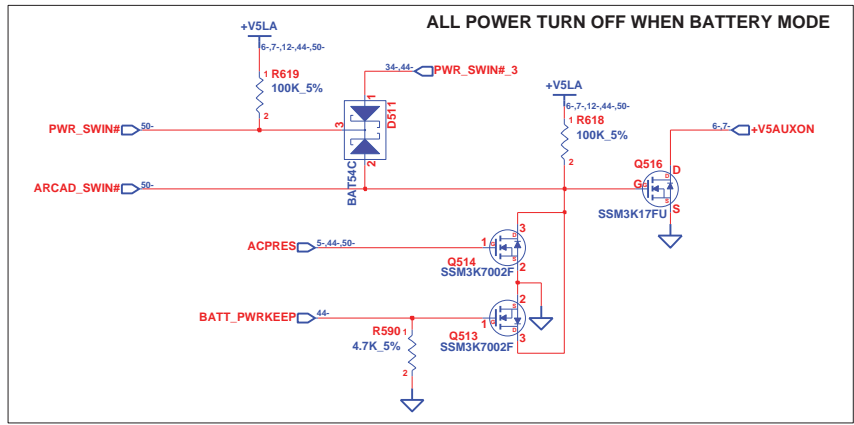 ALL POWER TURN OFF WHEN BATTERY MODE
+V5LA
6-,7-,12-,44-,50-
1 R619
100K_5%
2
34-,44- PWR_SWIN#_3
1
D511
3
2
BAT54C
PWR_SWIN# 50-
ARCAD_SWIN# 50-
+V5LA
6-,7-,12-,44-,50-
1 R618
100K_5%
2
6-,7- +V5AUXON
Q516
D
G
S
SSM3K17FU
ACPRES 5-,44-,50-
1
3
2
Q514
SSM3K7002F
BATT_PWRKEEP 44-
1
2
3
Q513
SSM3K7002F
R590 1
4.7K_5%
2